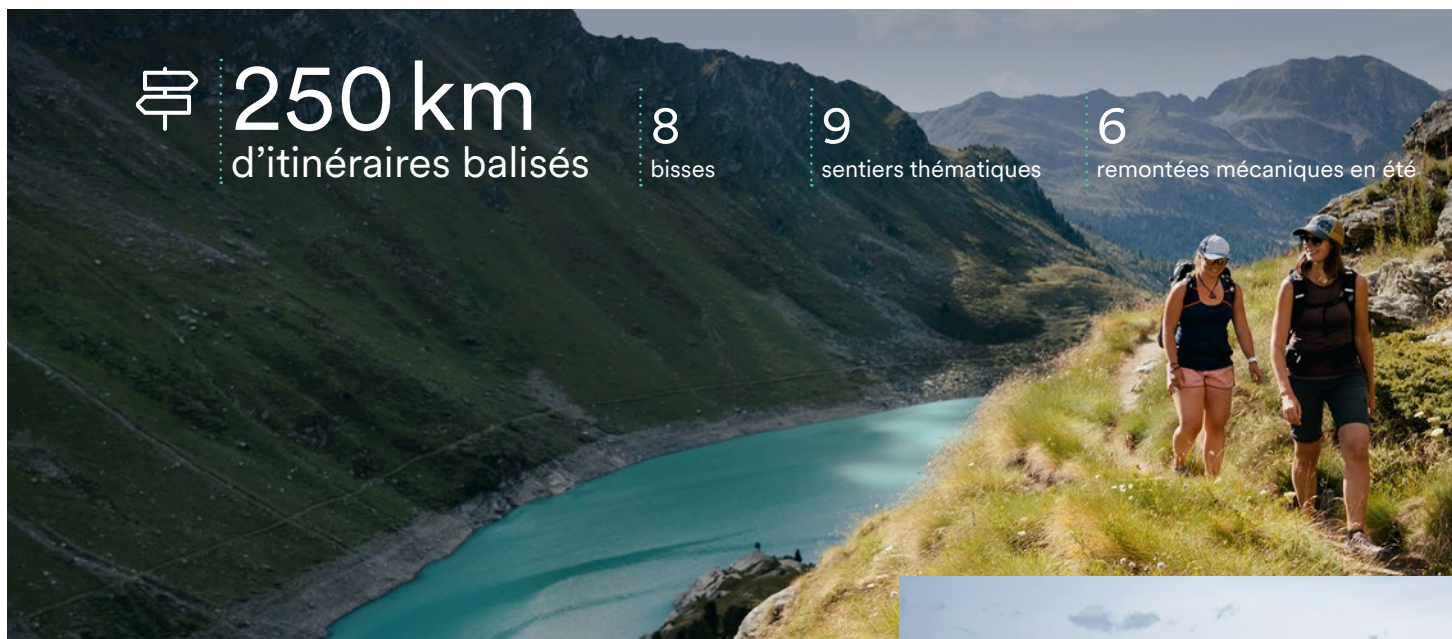 250 km
d’itinéraires balisés
8
bisses
9
sentiers thématiques
6
remontées mécaniques en été